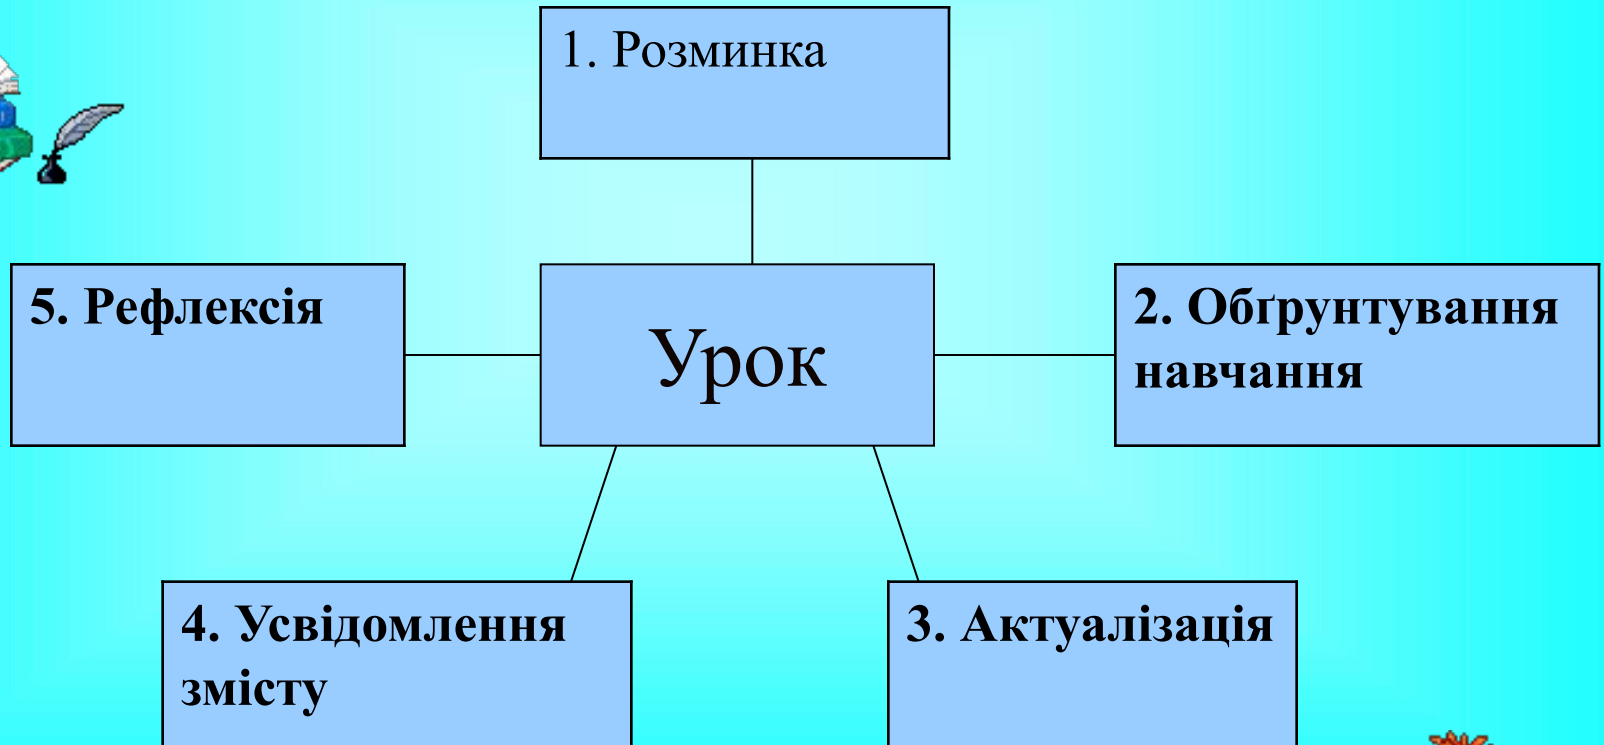 1. Розминка
5. Рефлексія
Урок
2. Обґрунтування
навчання
4. Усвідомлення
змісту
3. Актуалізація